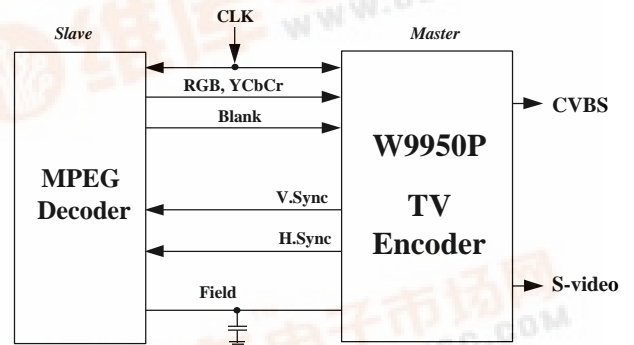 CLK
Slave
Master
RGB, YCbCr
Blank
CVBS
W9950P
MPEG
Decoder
TV
Encoder
V.Sync
H.Sync
S-video
Field